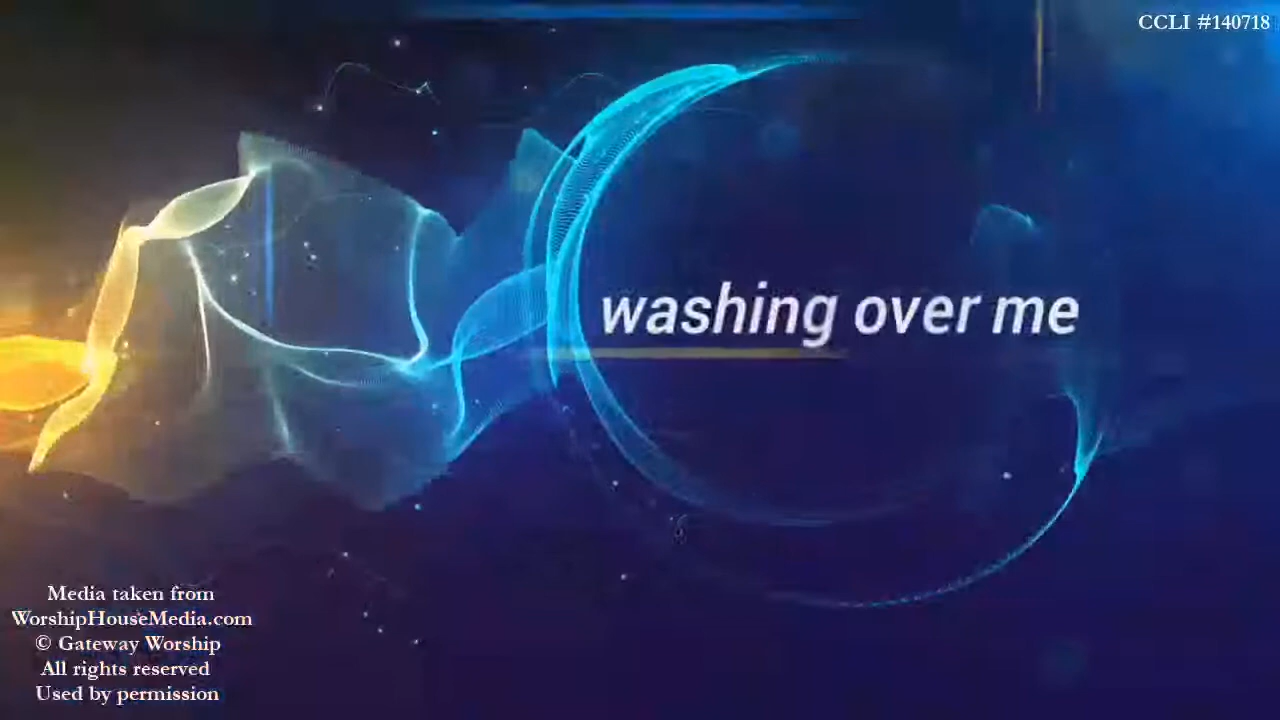 CCLI #140718
washing over me
Media taken from
WorshipHouseMedia.com
© Gateway Worship
All rights reserved
Used by permission